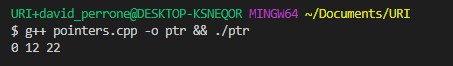 URI+david_perrone@DESKTOP-KSNEQOR MINGW64 ~/Documents/URI
$ g++ pointers.cpp -o ptr && ./ptr
0 12 22